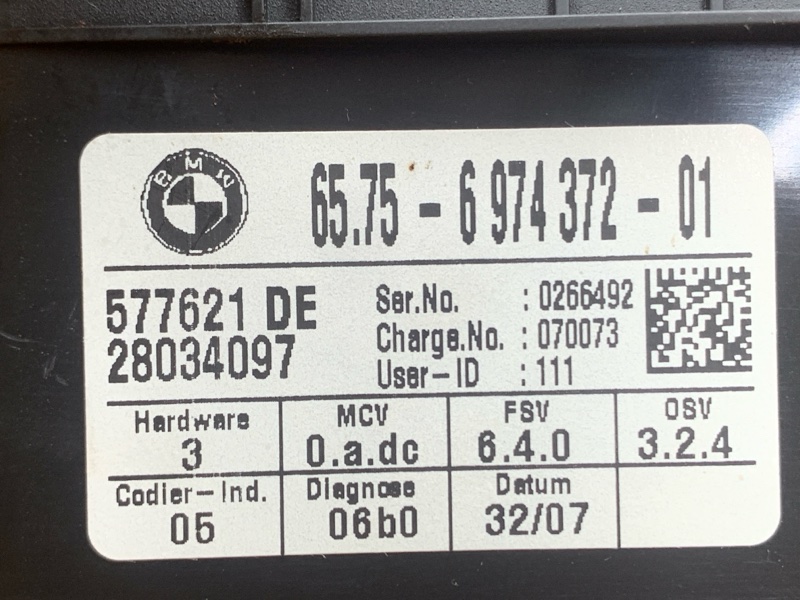 BMW
65.75 - 6 974 372 - 01
577621 DE
28034097
Ser.No. : 0266492
Charge.No. : 070073
User-ID : 111
Hardware MCV FSV OSV
3 0.a.dc 6.4.0 3.2.4
Codier-Ind. Diagnose Datum
05 06b0 32/07